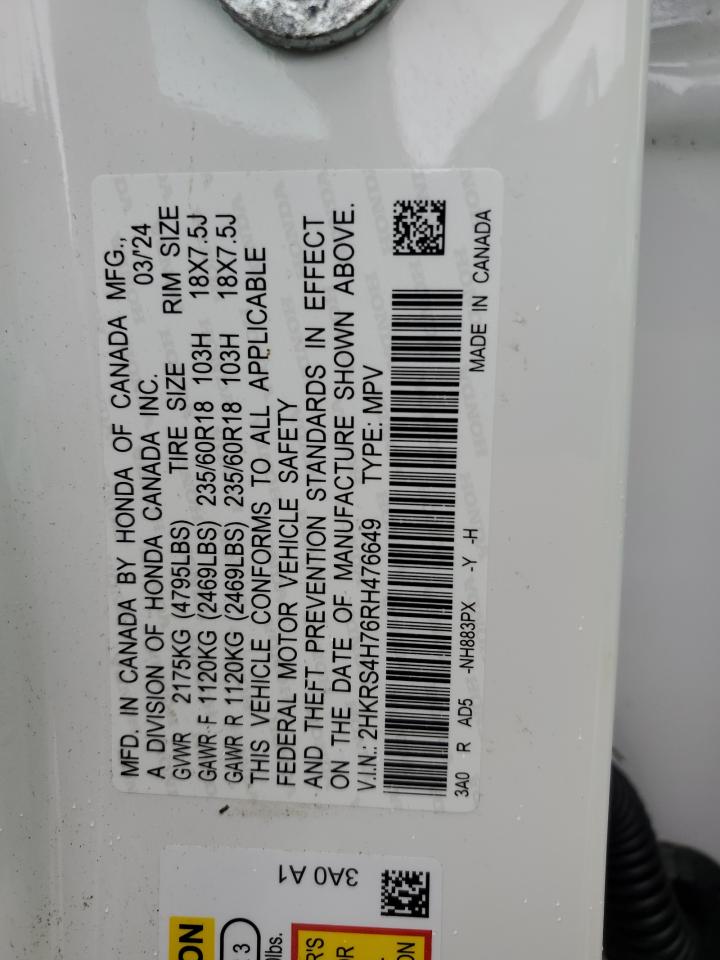 MFD. IN CANADA BY HONDA OF CANADA MFG.,
A DIVISION OF HONDA CANADA INC. 03/'24
GVWR 2175KG (4795LBS) TIRE SIZE RIM SIZE
GAWR F 1120KG (2469LBS) 235/60R18 103H 18X7.5J
GAWR R 1120KG (2469LBS) 235/60R18 103H 18X7.5J
THIS VEHICLE CONFORMS TO ALL APPLICABLE
FEDERAL MOTOR VEHICLE SAFETY
AND THEFT PREVENTION STANDARDS IN EFFECT
ON THE DATE OF MANUFACTURE SHOWN ABOVE.
V.I.N.: 2HKRS4H76RH476649 TYPE: MPV
3A0 R AD5 -NH883PX -Y -H
MADE IN CANADA
3A0 A1
3